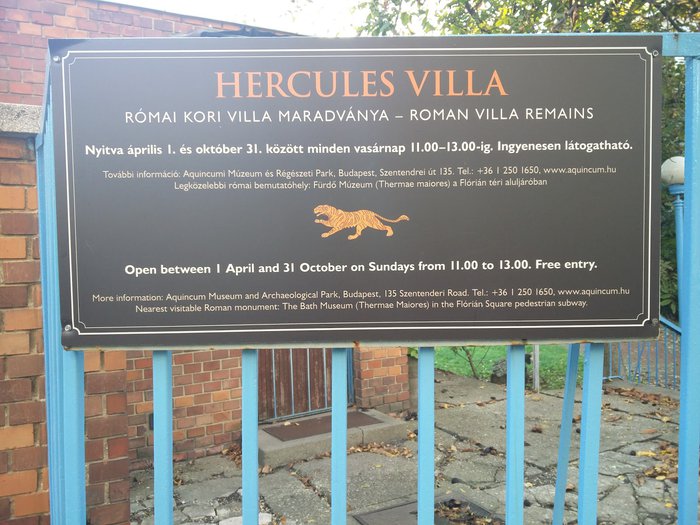 HERCULES VILLA
RÓMAI KORI VILLA MARADVÁNYA – ROMAN VILLA REMAINS
Nyitva április 1. és október 31. között minden vasárnap 11.00–13.00-ig. Ingyenesen látogatható.
További információ: Aquincumi Múzeum és Régészeti Park, Budapest, Szentendrei út 135. Tel.: +36 1 250 1650, www.aquincum.hu
Legközelebbi római bemutatóhely: Fürdő Múzeum (Thermae maiores) a Flórián téri aluljáróban
Open between 1 April and 31 October on Sundays from 11.00 to 13.00. Free entry.
More information: Aquincum Museum and Archaeological Park, Budapest, 135 Szentenderi Road. Tel.: +36 1 250 1650, www.aquincum.hu
Nearest visitable Roman monument: The Bath Museum (Thermae Maiores) in the Flórián Square pedestrian subway.